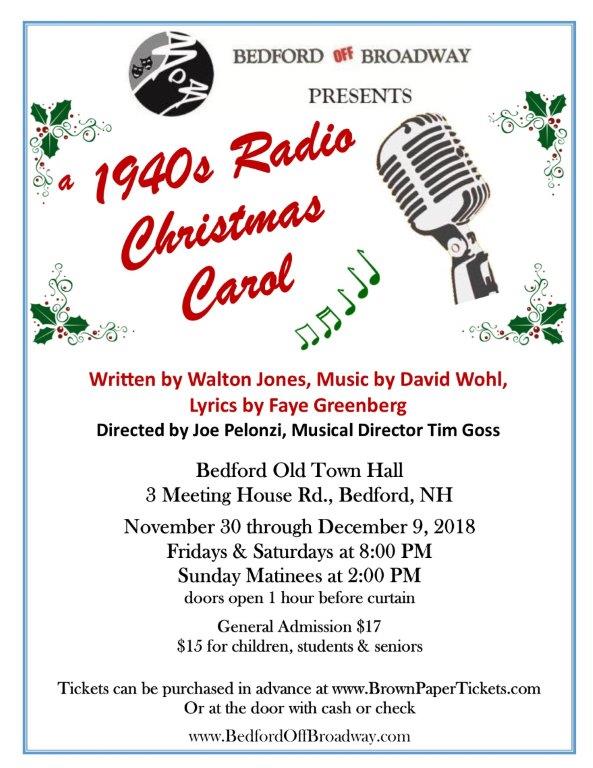 BEDFORD OFF BROADWAY
PRESENTS
a 1940s Radio
Christmas
Carol
Written by Walton Jones, Music by David Wohl,
Lyrics by Faye Greenberg
Directed by Joe Pelonzi, Musical Director Tim Goss
Bedford Old Town Hall
3 Meeting House Rd., Bedford, NH
November 30 through December 9, 2018
Fridays & Saturdays at 8:00 PM
Sunday Matinees at 2:00 PM
doors open 1 hour before curtain
General Admission $17
$15 for children, students & seniors
Tickets can be purchased in advance at www.BrownPaperTickets.com
Or at the door with cash or check
www.BedfordOffBroadway.com